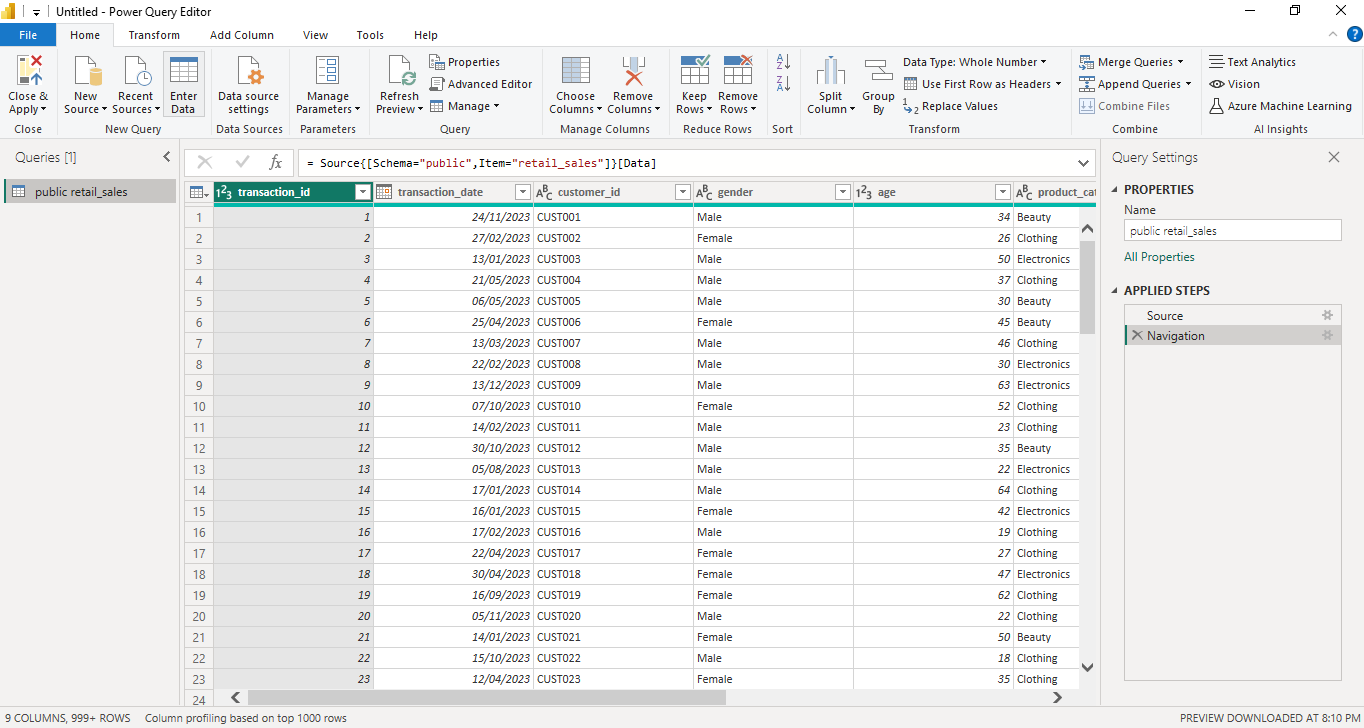 Untitled - Power Query Editor
File Home Transform Add Column View Tools Help
Close & Apply
Close
New Source
Recent Sources
Enter Data
New Query
Data source settings
Data Sources
Manage Parameters
Parameters
Refresh Preview
Properties
Advanced Editor
Manage
Query
Choose Columns
Remove Columns
Manage Columns
Keep Rows
Remove Rows
Reduce Rows
Sort
Split Column
Group By
Data Type: Whole Number
Use First Row as Headers
Replace Values
Transform
Merge Queries
Append Queries
Combine Files
Combine
Text Analytics
Vision
Azure Machine Learning
AI Insights
Queries [1]
public retail_sales
fx = Source{[Schema="public",Item="retail_sales"]}[Data]
transaction_id transaction_date customer_id gender age product_cat
1 1 24/11/2023 CUST001 Male 34 Beauty
2 2 27/02/2023 CUST002 Female 26 Clothing
3 3 13/01/2023 CUST003 Male 50 Electronics
4 4 21/05/2023 CUST004 Male 37 Clothing
5 5 06/05/2023 CUST005 Male 30 Beauty
6 6 25/04/2023 CUST006 Female 45 Beauty
7 7 13/03/2023 CUST007 Male 46 Clothing
8 8 22/02/2023 CUST008 Male 30 Electronics
9 9 13/12/2023 CUST009 Male 63 Electronics
10 10 07/10/2023 CUST010 Female 52 Clothing
11 11 14/02/2023 CUST011 Male 23 Clothing
12 12 30/10/2023 CUST012 Male 35 Beauty
13 13 05/08/2023 CUST013 Male 22 Electronics
14 14 17/01/2023 CUST014 Male 64 Clothing
15 15 16/01/2023 CUST015 Female 42 Electronics
16 16 17/02/2023 CUST016 Male 19 Clothing
17 17 22/04/2023 CUST017 Female 27 Clothing
18 18 30/04/2023 CUST018 Female 47 Electronics
19 19 16/09/2023 CUST019 Female 62 Clothing
20 20 05/11/2023 CUST020 Male 22 Clothing
21 21 14/01/2023 CUST021 Female 50 Beauty
22 22 15/10/2023 CUST022 Male 18 Clothing
23 23 12/04/2023 CUST023 Female 35 Clothing
24
Query Settings
PROPERTIES
Name
public retail_sales
All Properties
APPLIED STEPS
Source
Navigation
9 COLUMNS, 999+ ROWS Column profiling based on top 1000 rows
PREVIEW DOWNLOADED AT 8:10 PM